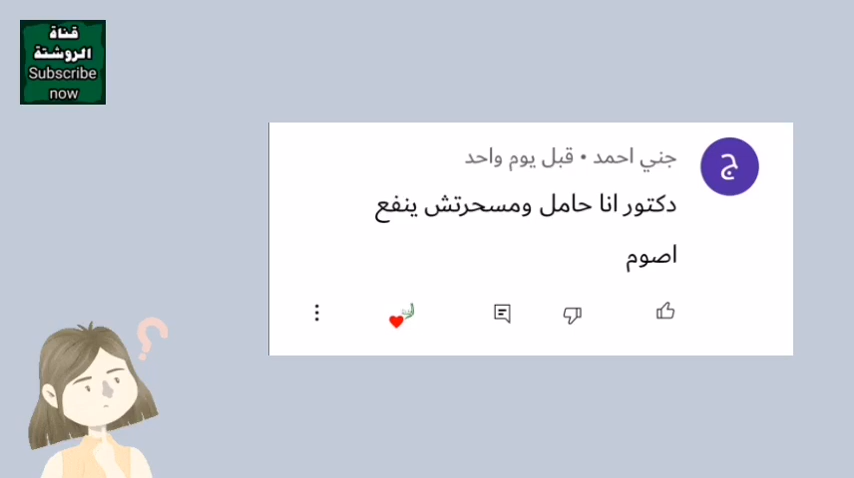 قناة
الروشتة
Subscribe
now
جني احمد • قبل يوم واحد
ج
دكتور انا حامل ومسحرتش ينفع
اصوم